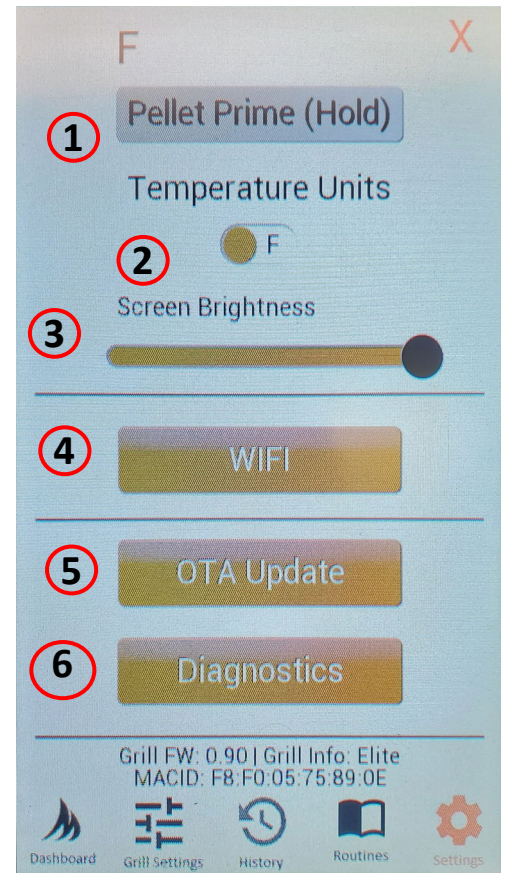 F X
1 Pellet Prime (Hold)
Temperature Units
2 F
Screen Brightness
3
4 WIFI
5 OTA Update
6 Diagnostics
Grill FW: 0.90 | Grill Info: Elite
MACID: F8:F0:05:75:89:0E
Dashboard Grill Settings History Routines Settings